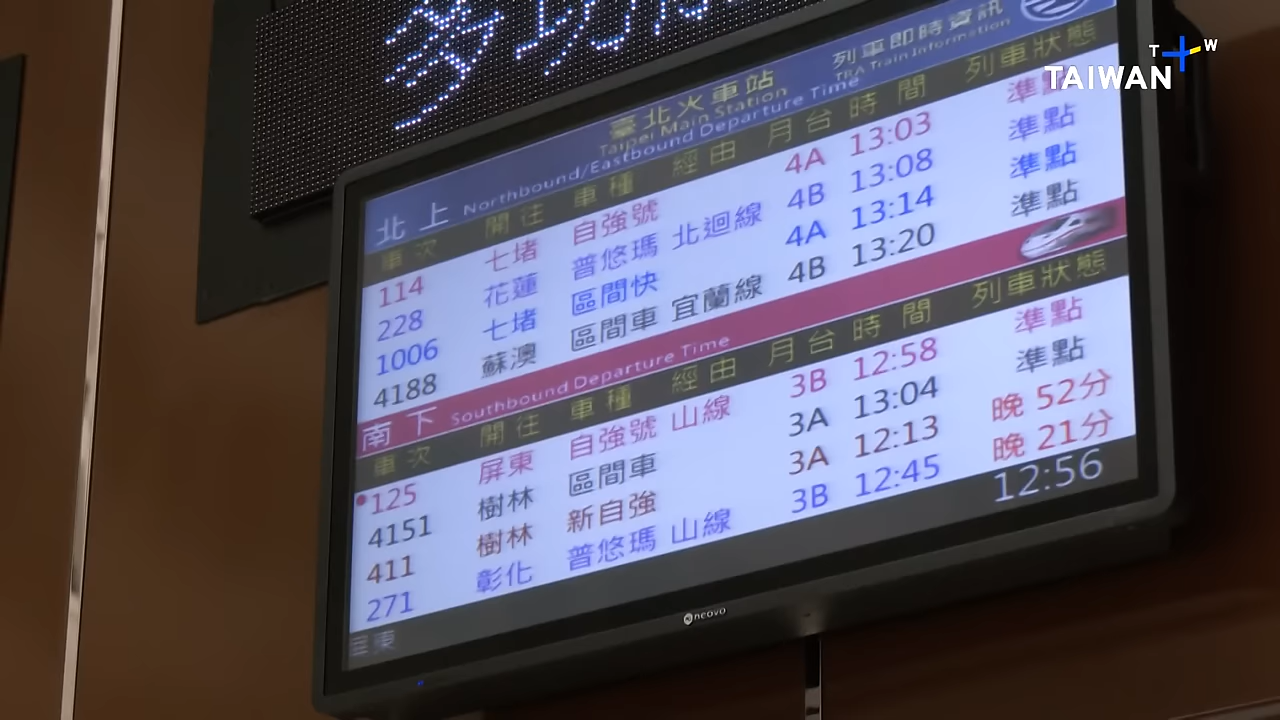 多功
T+W
TAIWAN
臺北火車站 列車即時資訊
Taipei Main Station TRA Train Information
北上 Northbound/Eastbound Departure Time
車次 開往 車種 經由 月台 時間 列車狀態
114 七堵 自強號 4A 13:03 準點
228 花蓮 普悠瑪 北迴線 4B 13:08 準點
1006 七堵 區間快 4A 13:14 準點
4188 蘇澳 區間車 宜蘭線 4B 13:20 準點
南下 Southbound Departure Time
車次 開往 車種 經由 月台 時間 列車狀態
125 屏東 自強號 山線 3B 12:58 準點
4151 樹林 區間車 3A 13:04 準點
411 樹林 新自強 3A 12:13 晚 52分
271 彰化 普悠瑪 山線 3B 12:45 晚 21分
12:56
屏東
neovo